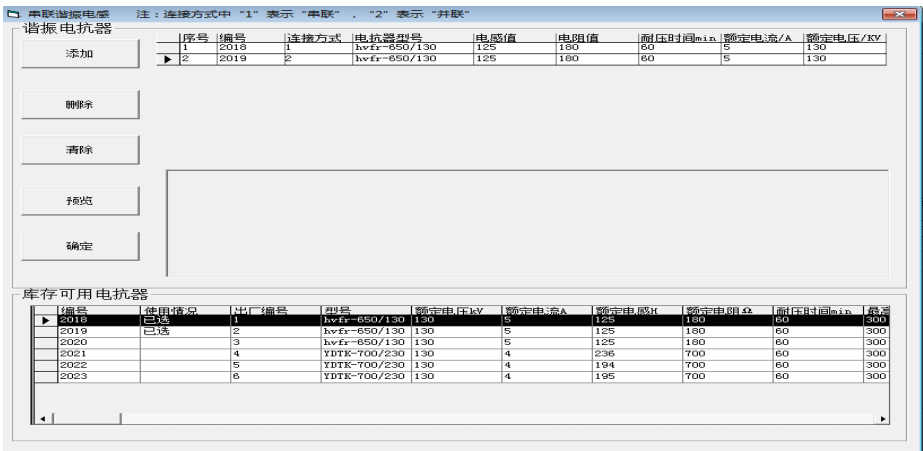 串联谐振电感 注：连接方式中 "1" 表示 "串联" , "2" 表示 "并联"
谐振电抗器
添加
删除
清除
预览
确定
序号 编号 连接方式 电抗器型号 电感值 电阻值 耐压时间min 额定电流/A 额定电压/KV
1 2018 1 hvfr-650/130 125 180 60 5 130
2 2019 2 hvfr-650/130 125 180 60 5 130
库存可用电抗器
编号 使用情况 出厂编号 型号 额定电压kV 额定电流A 额定电感H 额定电阻Ω 耐压时间min 最高
2018 已选 1 hvfr-650/130 130 5 125 180 60 300
2019 已选 2 hvfr-650/130 130 5 125 180 60 300
2020 3 hvfr-650/130 130 5 125 180 60 300
2021 4 YDTK-700/230 130 4 236 700 60 300
2022 5 YDTK-700/230 130 4 194 700 60 300
2023 6 YDTK-700/230 130 4 195 700 60 300